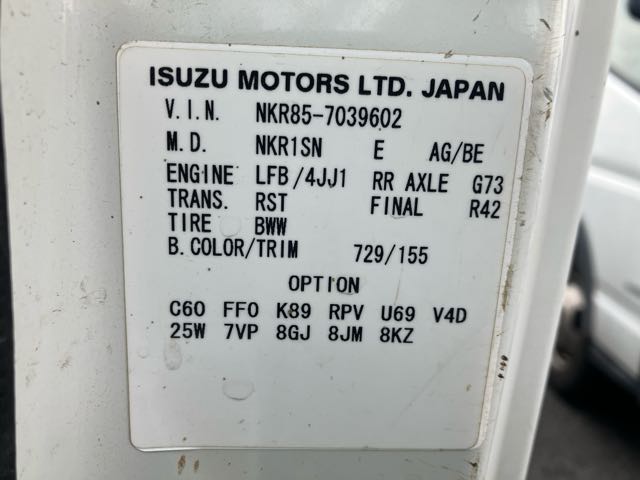 ISUZU MOTORS LTD. JAPAN
V.I.N. NKR85-7039602
M.D. NKR1SN E AG/BE
ENGINE LFB/4JJ1 RR AXLE G73
TRANS. RST FINAL R42
TIRE BWW
B.COLOR/TRIM 729/155
OPTION
C60 FF0 K89 RPV U69 V4D
25W 7VP 8GJ 8JM 8KZ